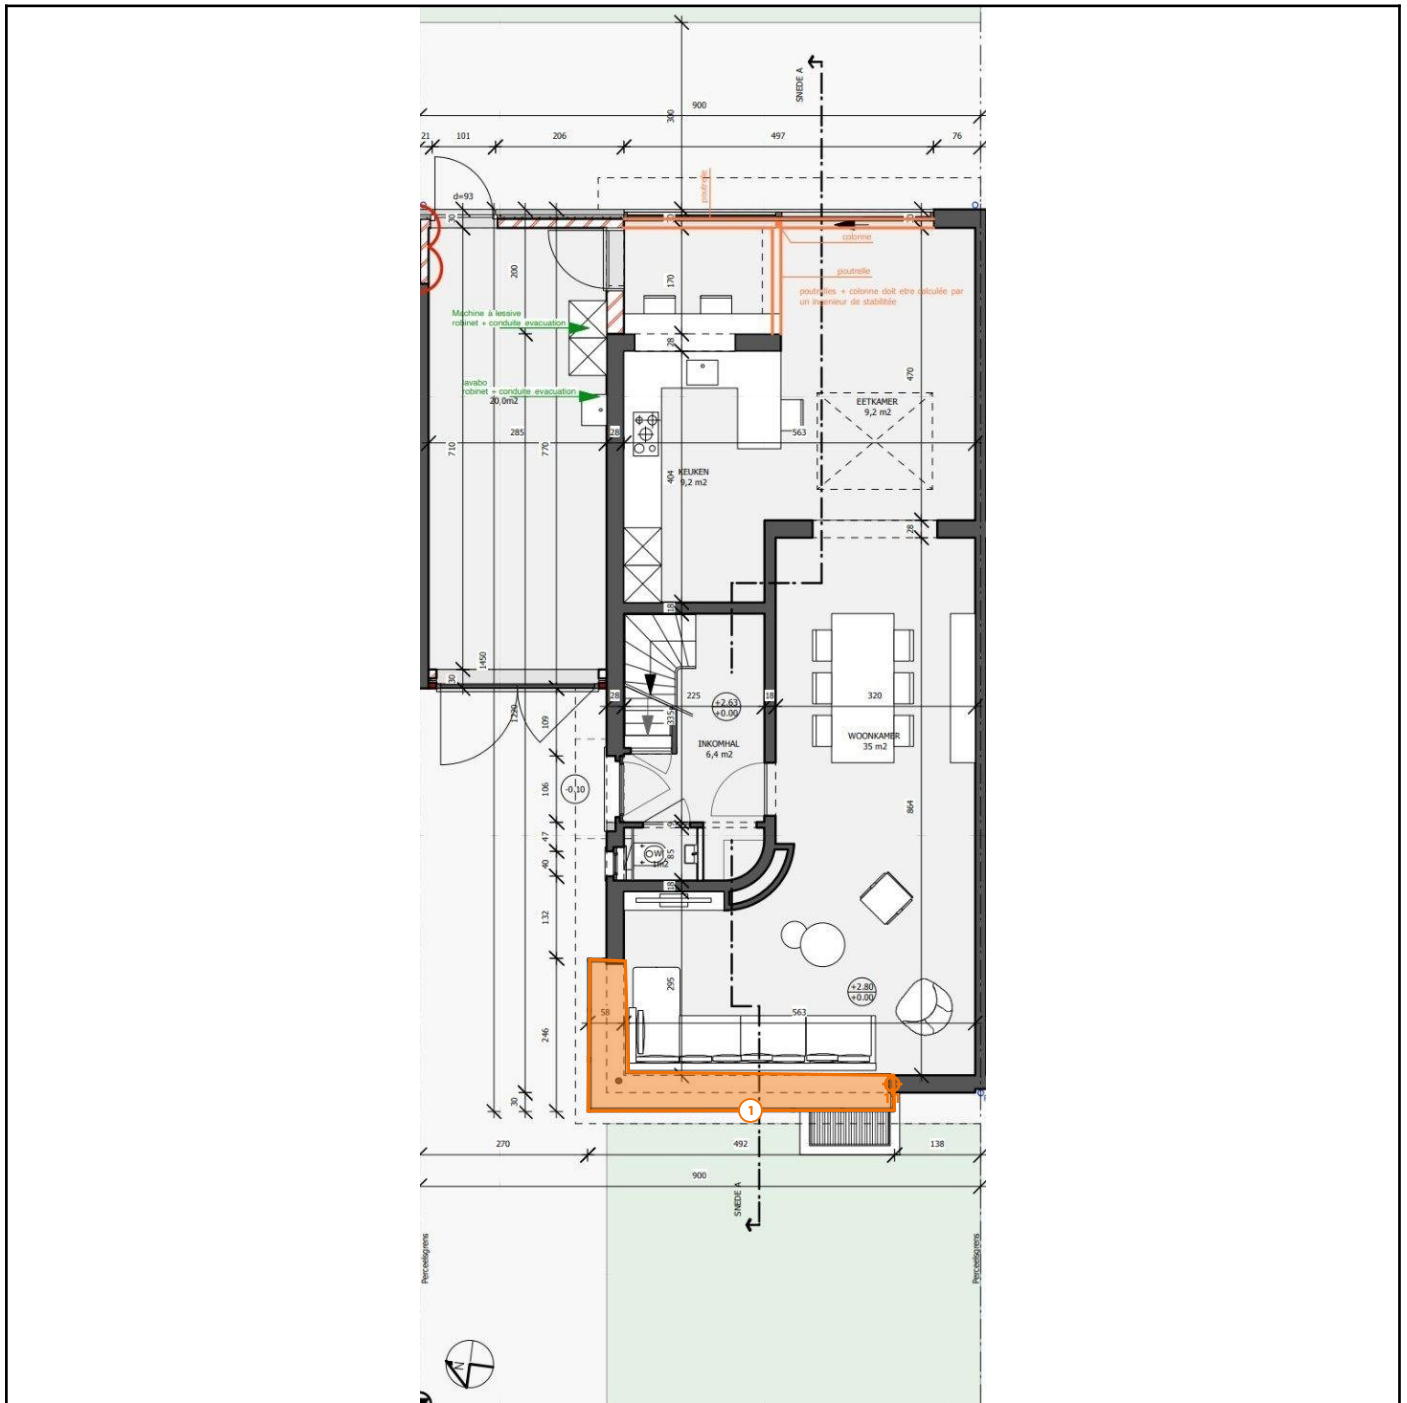 SNEDE A
900
300
21
101
206
497
76
poutrelle
d=93
30
colonne
200
170
poutrelle
poutrelles + colonne doit etre calculée par
un ingenieur de stabilitée
Machine à lessive
robinet + conduite evacuation
28
lavabo
robinet + conduite evacuation
20,0m2
470
EETKAMER
9,2 m2
285
28
563
710
770
404
KEUKEN
9,2 m2
28
18
1450
30
28
225
18
320
335
+2.63
+0.00
1220
109
INKOMHAL
6,4 m2
WOONKAMER
35 m2
-0.10
106
864
47
40
85
18
132
295
+2.80
+0.00
58
563
246
30
1
270
492
138
900
SNEDE A
Perceelsgrens
Perceelsgrens
N